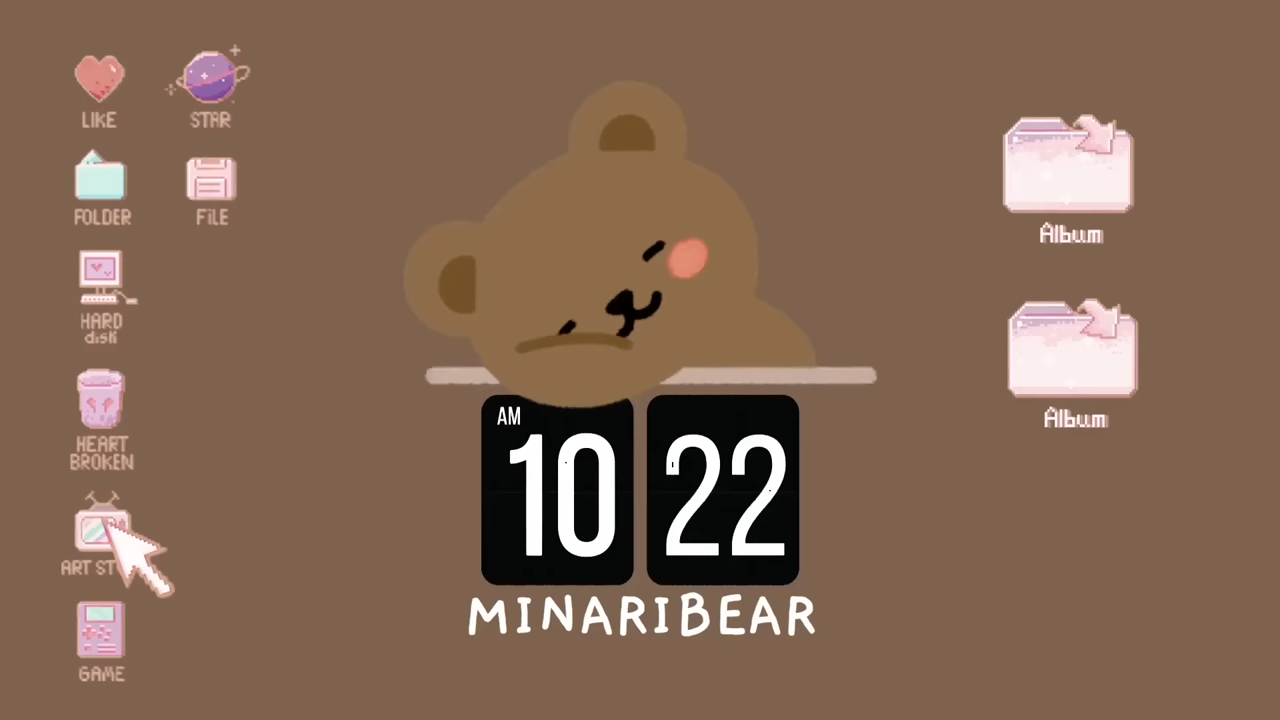 LIKE
STAR
FOLDER
FiLE
HARD
diSK
HEART
BROKEN
ART ST
GAME
AM
10 22
MINARIBEAR
Album
Album